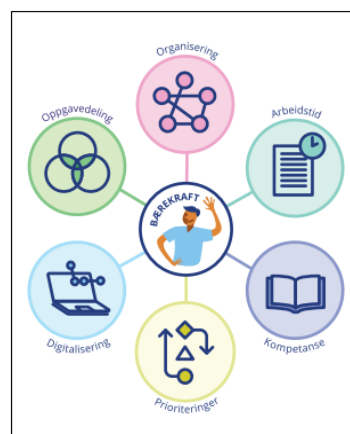 Organisering
Oppgavedeling
Arbeidstid
BÆREKRAFT
Digitalisering
Kompetanse
Prioriteringer